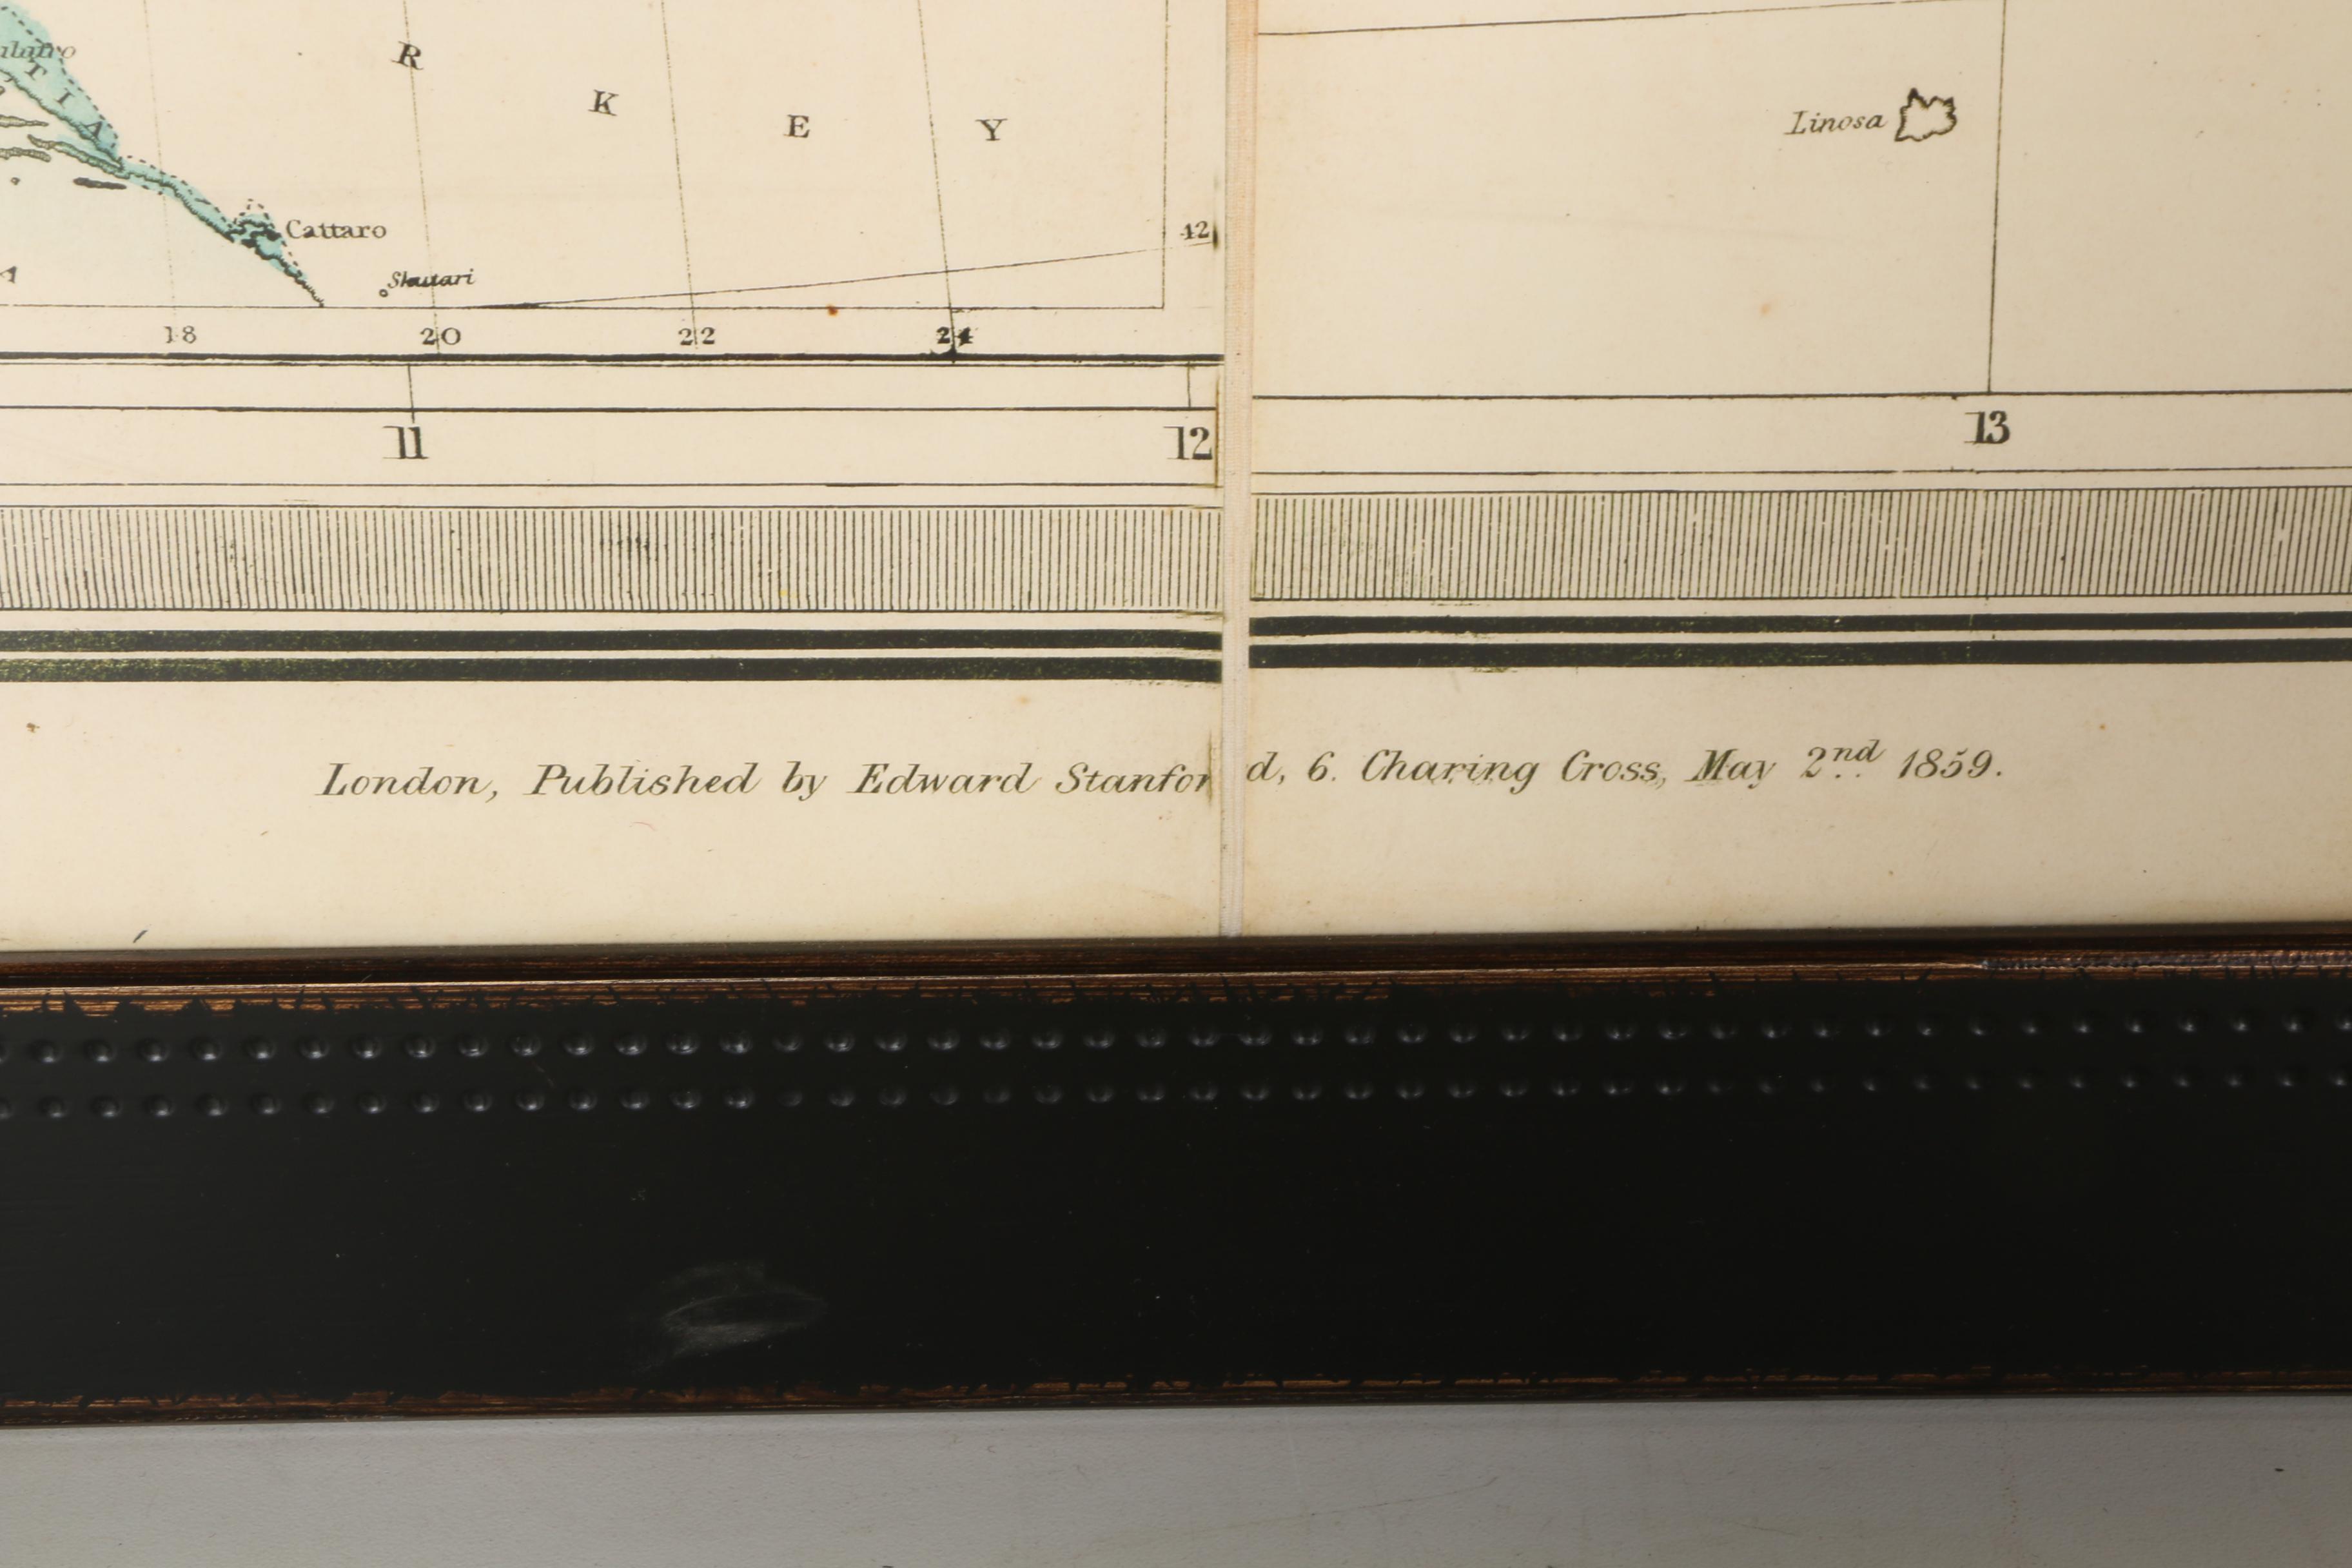 R K E Y
T I A
Linosa
Cattaro
42
Skutari
18 20 22 24
11 12 13
London, Published by Edward Stanford, 6. Charing Cross, May 2nd 1859.